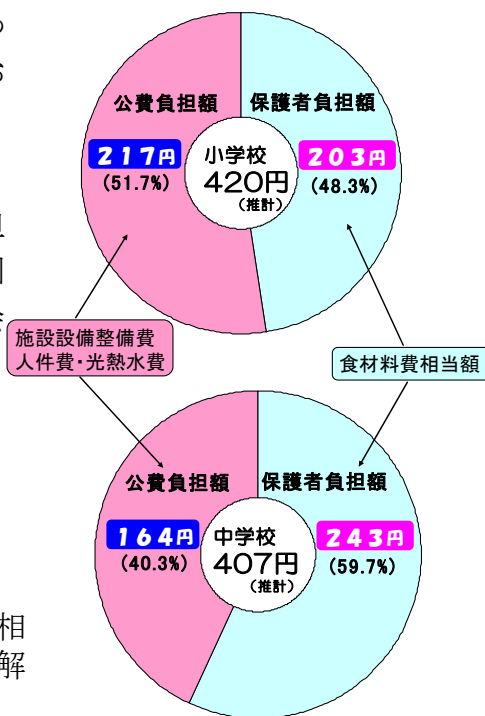 公費負担額
保護者負担額
217円
(51.7%)
小学校
420円
(推計)
203円
(48.3%)
施設設備整備費
人件費・光熱水費
食材料費相当額
公費負担額
保護者負担額
164円
(40.3%)
中学校
407円
(推計)
243円
(59.7%)
相
解